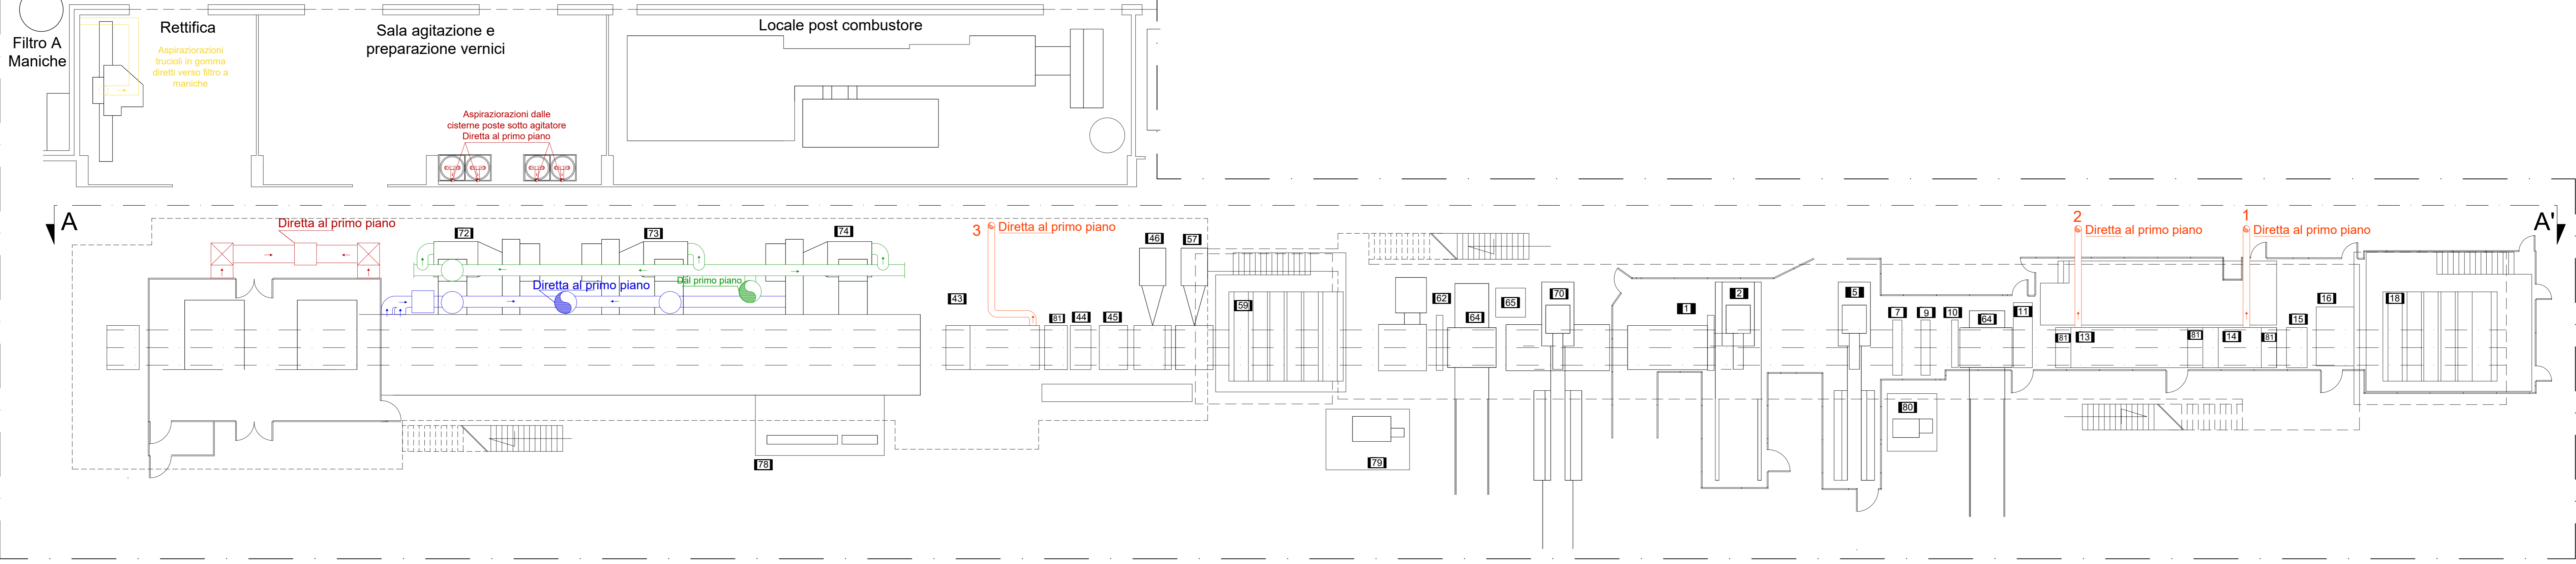 Filtro A
Maniche
Rettifica
Aspiraziorazioni
trucioli in gomma
diretti verso filtro a
maniche
Sala agitazione e
preparazione vernici
Aspiraziorazioni dalle
cisterne poste sotto agitatore
Diretta al primo piano
Locale post combustore
A
A'
Diretta al primo piano
72
73
74
Diretta al primo piano
Dal primo piano
3
Diretta al primo piano
43
81
44
45
46
57
59
62
64
65
70
1
2
5
7
9
10
64
11
2
Diretta al primo piano
1
Diretta al primo piano
81
13
81
14
81
15
16
18
78
79
80